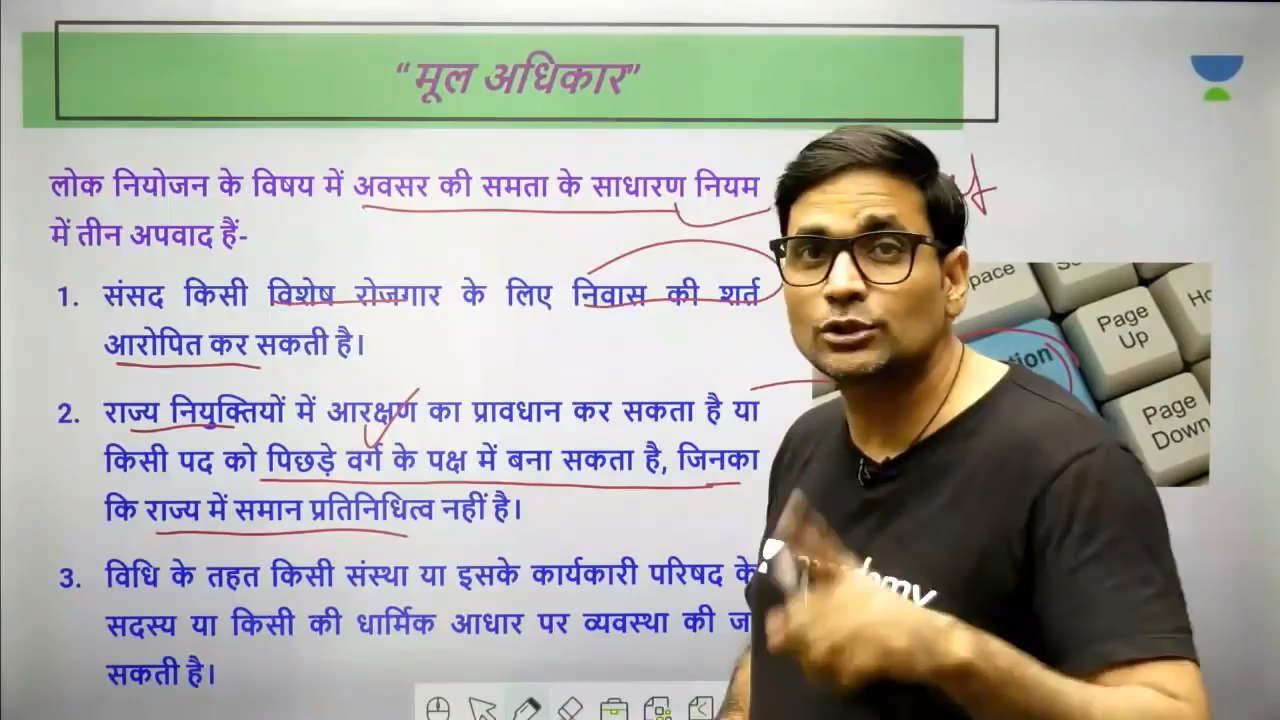 “मूल अधिकार”
लोक नियोजन के विषय में अवसर की समता के साधारण नियम
में तीन अपवाद हैं-
1. संसद किसी विशेष रोजगार के लिए निवास की शर्त
आरोपित कर सकती है।
2. राज्य नियुक्तियों में आरक्षण का प्रावधान कर सकता है या
किसी पद को पिछड़े वर्ग के पक्ष में बना सकता है, जिनका
कि राज्य में समान प्रतिनिधित्व नहीं है।
3. विधि के तहत किसी संस्था या इसके कार्यकारी परिषद के
सदस्य या किसी की धार्मिक आधार पर व्यवस्था की जा
सकती है।
Page
Up
Page
Down